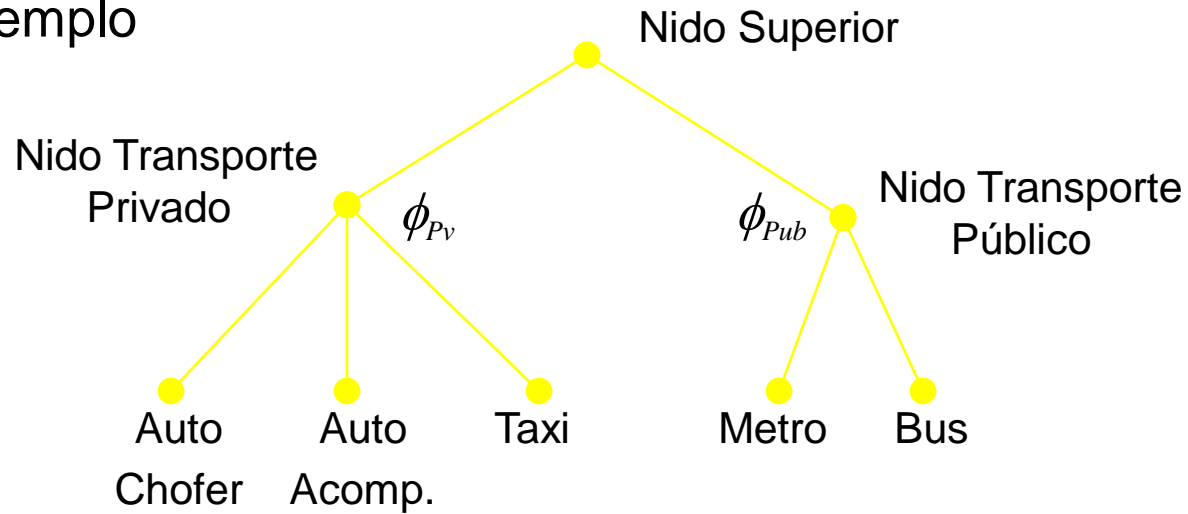 emplo
Nido Superior
Nido Transporte
Privado
ϕPv
ϕPub
Nido Transporte
Público
Auto
Chofer
Auto
Acomp.
Taxi
Metro
Bus